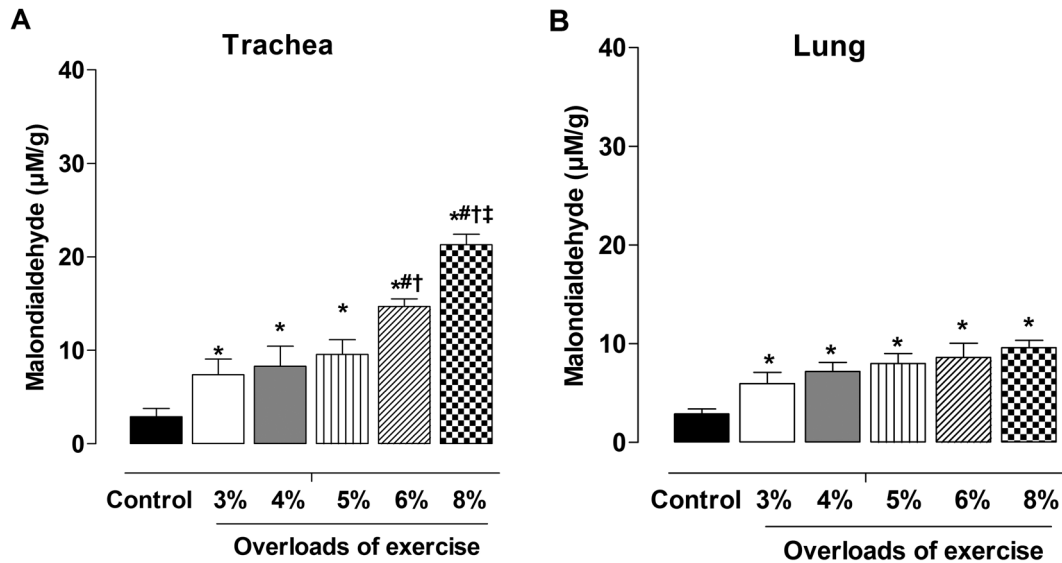 A
Trachea
Malondialdehyde (µM/g)
40
30
20
10
0
*
*
*
*#†
*#†‡
Control 3% 4% 5% 6% 8%
Overloads of exercise
B
Lung
Malondialdehyde (µM/g)
40
30
20
10
0
*
*
*
*
*
Control 3% 4% 5% 6% 8%
Overloads of exercise